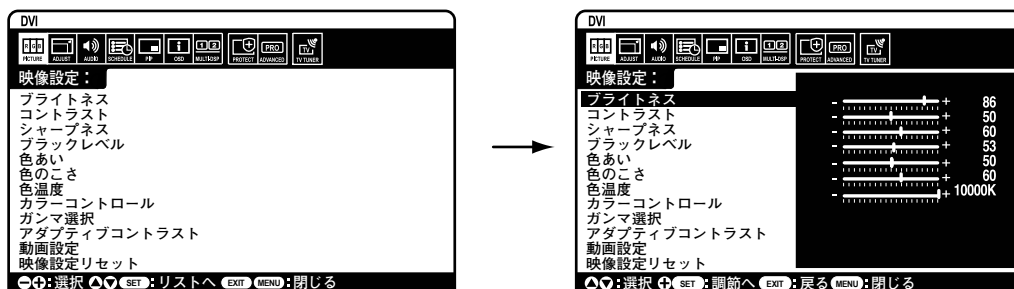 DVI
RGB
PICTURE ADJUST AUDIO SCHEDULE PIP OSD MULTI-DSP PROTECT ADVANCED TV TUNER
映像設定：
ブライトネス
コントラスト
シャープネス
ブラックレベル
色あい
色のこさ
色温度
カラーコントロール
ガンマ選択
アダプティブコントラスト
動画設定
映像設定リセット
:選択 SET:リストへ EXIT MENU:閉じる
DVI
RGB
PICTURE ADJUST AUDIO SCHEDULE PIP OSD MULTI-DSP PROTECT ADVANCED TV TUNER
映像設定：
ブライトネス - + 86
コントラスト - + 50
シャープネス - + 60
ブラックレベル - + 53
色あい - + 50
色のこさ - + 60
色温度 - + 10000K
カラーコントロール
ガンマ選択
アダプティブコントラスト
動画設定
映像設定リセット
:選択 SET:調節へ EXIT:戻る MENU:閉じる